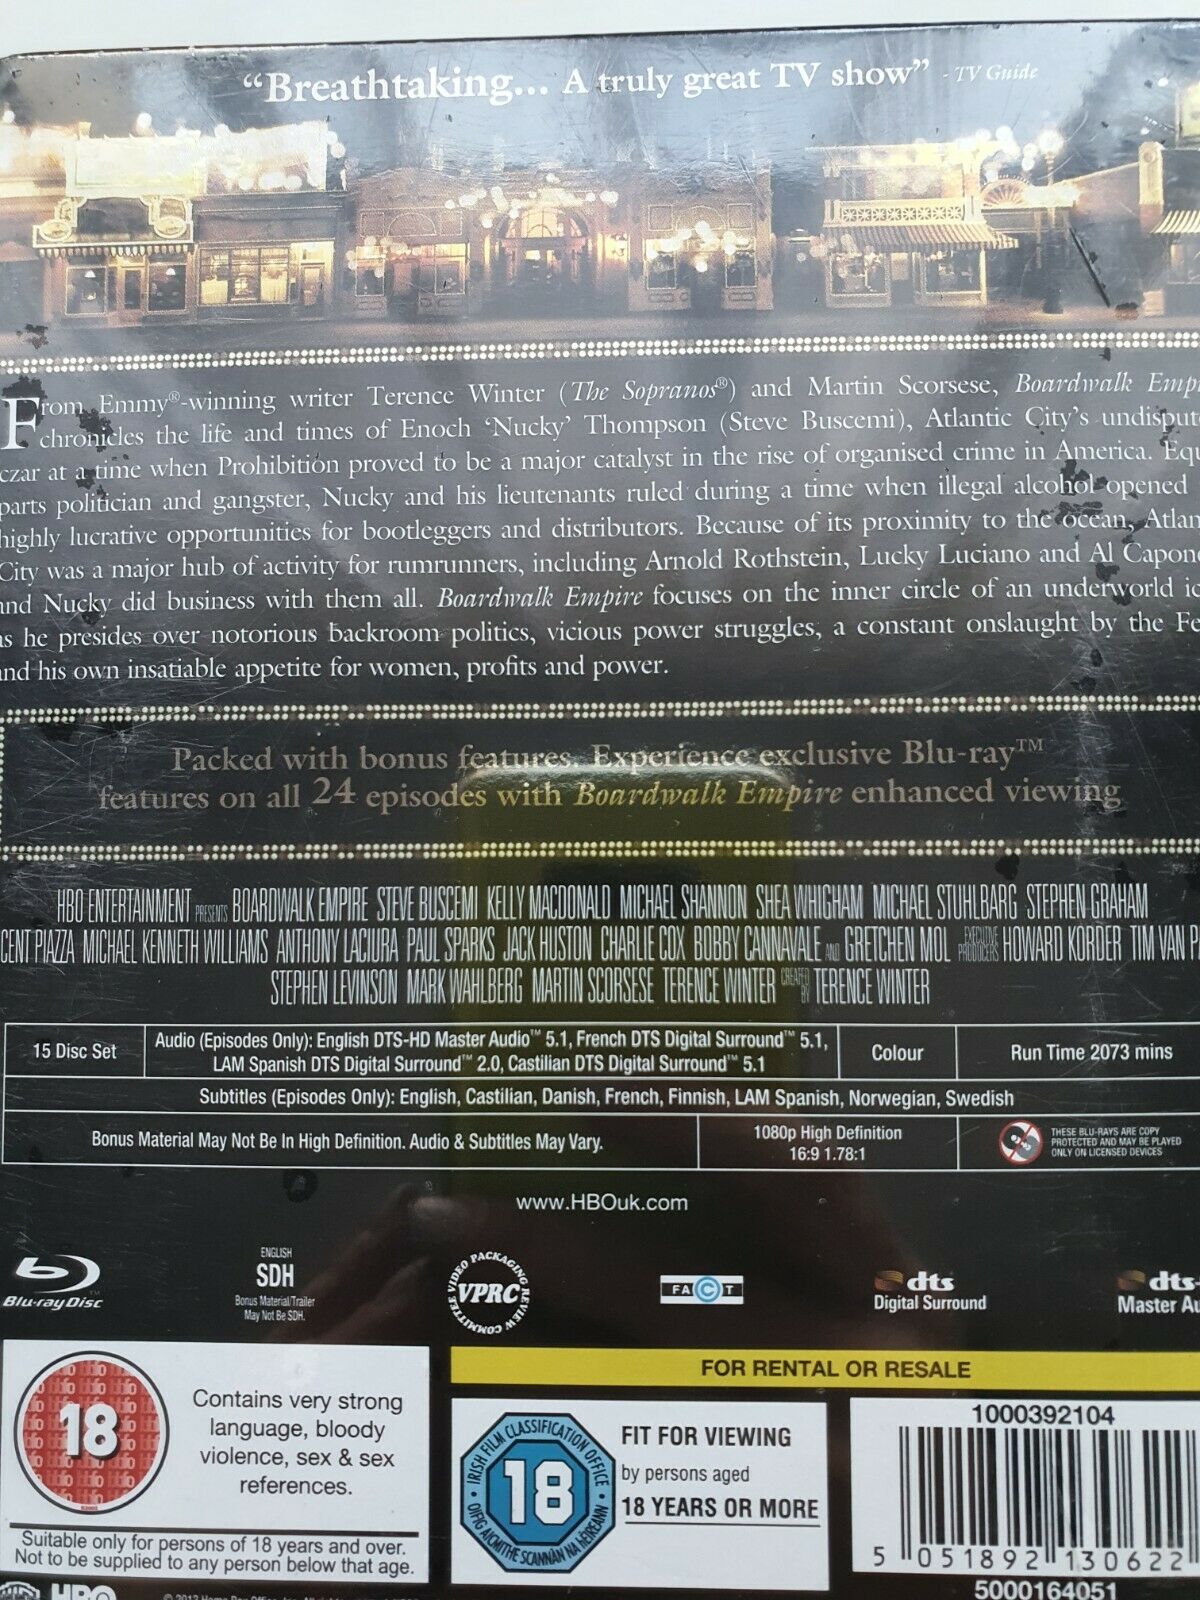 “Breathtaking... A truly great TV show” - TV Guide
From Emmy®-winning writer Terence Winter (The Sopranos®) and Martin Scorsese, Boardwalk Empi
chronicles the life and times of Enoch ‘Nucky’ Thompson (Steve Buscemi), Atlantic City’s undisput
czar at a time when Prohibition proved to be a major catalyst in the rise of organised crime in America. Equ
parts politician and gangster, Nucky and his lieutenants ruled during a time when illegal alcohol opened
highly lucrative opportunities for bootleggers and distributors. Because of its proximity to the ocean, Atlan
City was a major hub of activity for rumrunners, including Arnold Rothstein, Lucky Luciano and Al Capon
and Nucky did business with them all. Boardwalk Empire focuses on the inner circle of an underworld ic
as he presides over notorious backroom politics, vicious power struggles, a constant onslaught by the Fe
and his own insatiable appetite for women, profits and power.
Packed with bonus features. Experience exclusive Blu-ray™
features on all 24 episodes with Boardwalk Empire enhanced viewing
HBO ENTERTAINMENT PRESENTS BOARDWALK EMPIRE STEVE BUSCEMI KELLY MACDONALD MICHAEL SHANNON SHEA WHIGHAM MICHAEL STUHLBARG STEPHEN GRAHAM
CENT PIAZZA MICHAEL KENNETH WILLIAMS ANTHONY LACIURA PAUL SPARKS JACK HUSTON CHARLIE COX BOBBY CANNAVALE AND GRETCHEN MOL EXECUTIVE PRODUCERS HOWARD KORDER TIM VAN PA
STEPHEN LEVINSON MARK WAHLBERG MARTIN SCORSESE TERENCE WINTER CREATED BY TERENCE WINTER
15 Disc Set
Audio (Episodes Only): English DTS-HD Master Audio™ 5.1, French DTS Digital Surround™ 5.1,
LAM Spanish DTS Digital Surround™ 2.0, Castilian DTS Digital Surround™ 5.1
Colour
Run Time 2073 mins
Subtitles (Episodes Only): English, Castilian, Danish, French, Finnish, LAM Spanish, Norwegian, Swedish
Bonus Material May Not Be In High Definition. Audio & Subtitles May Vary.
1080p High Definition
16:9 1.78:1
THESE BLU-RAYS ARE COPY
PROTECTED AND MAY BE PLAYED
ONLY ON LICENSED DEVICES
www.HBOuk.com
Blu-ray Disc™
ENGLISH
SDH
Bonus Material/Trailer
May Not Be SDH.
VIDEO PACKAGING REVIEW COMMITTEE
VPRC
FACT
dts
Digital Surround
dts-
Master Au
18
Contains very strong
language, bloody
violence, sex & sex
references.
Suitable only for persons of 18 years and over.
Not to be supplied to any person below that age.
FOR RENTAL OR RESALE
IRISH FILM CLASSIFICATION OFFICE
18
OIFIG AICMITHE SCANNÁN NA hÉIREANN
FIT FOR VIEWING
by persons aged
18 YEARS OR MORE
1000392104
5 051892 130622
5000164051
HBO